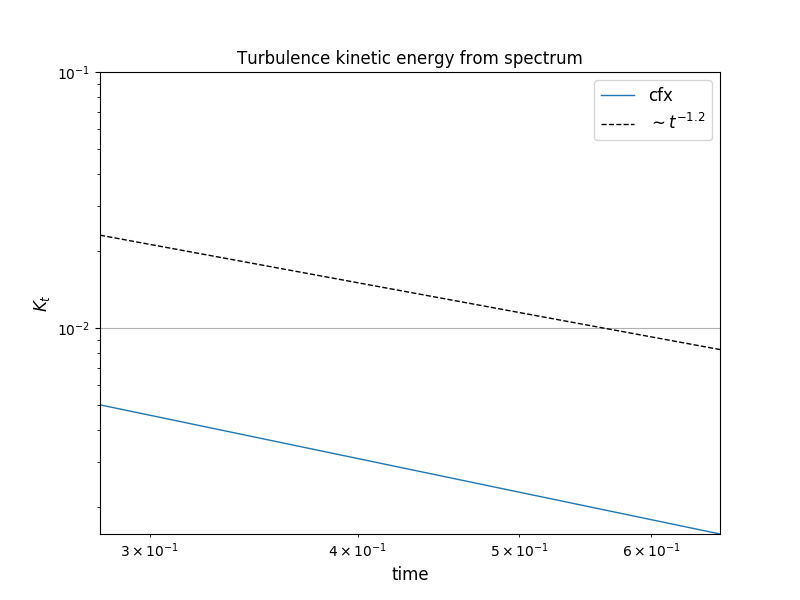 Turbulence kinetic energy from spectrum
10⁻¹
cfx
~ t⁻¹·²
K_t
10⁻²
3 × 10⁻¹
4 × 10⁻¹
5 × 10⁻¹
6 × 10⁻¹
time